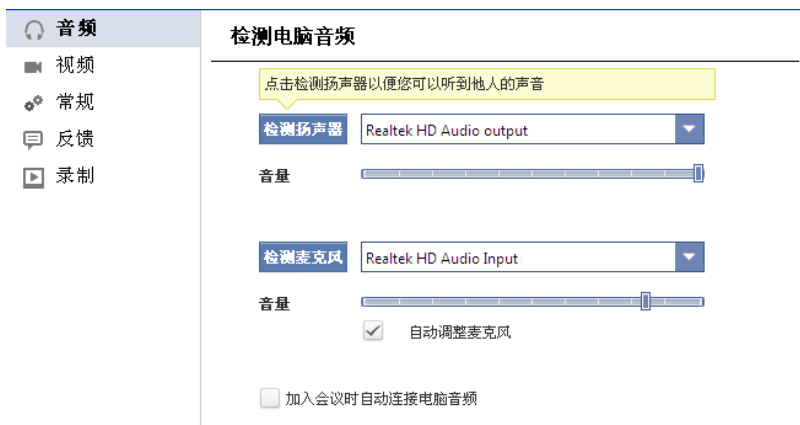 音频
视频
常规
反馈
录制
检测电脑音频
点击检测扬声器以便您可以听到他人的声音
检测扬声器 Realtek HD Audio output
音量
检测麦克风 Realtek HD Audio Input
音量
自动调整麦克风
加入会议时自动连接电脑音频